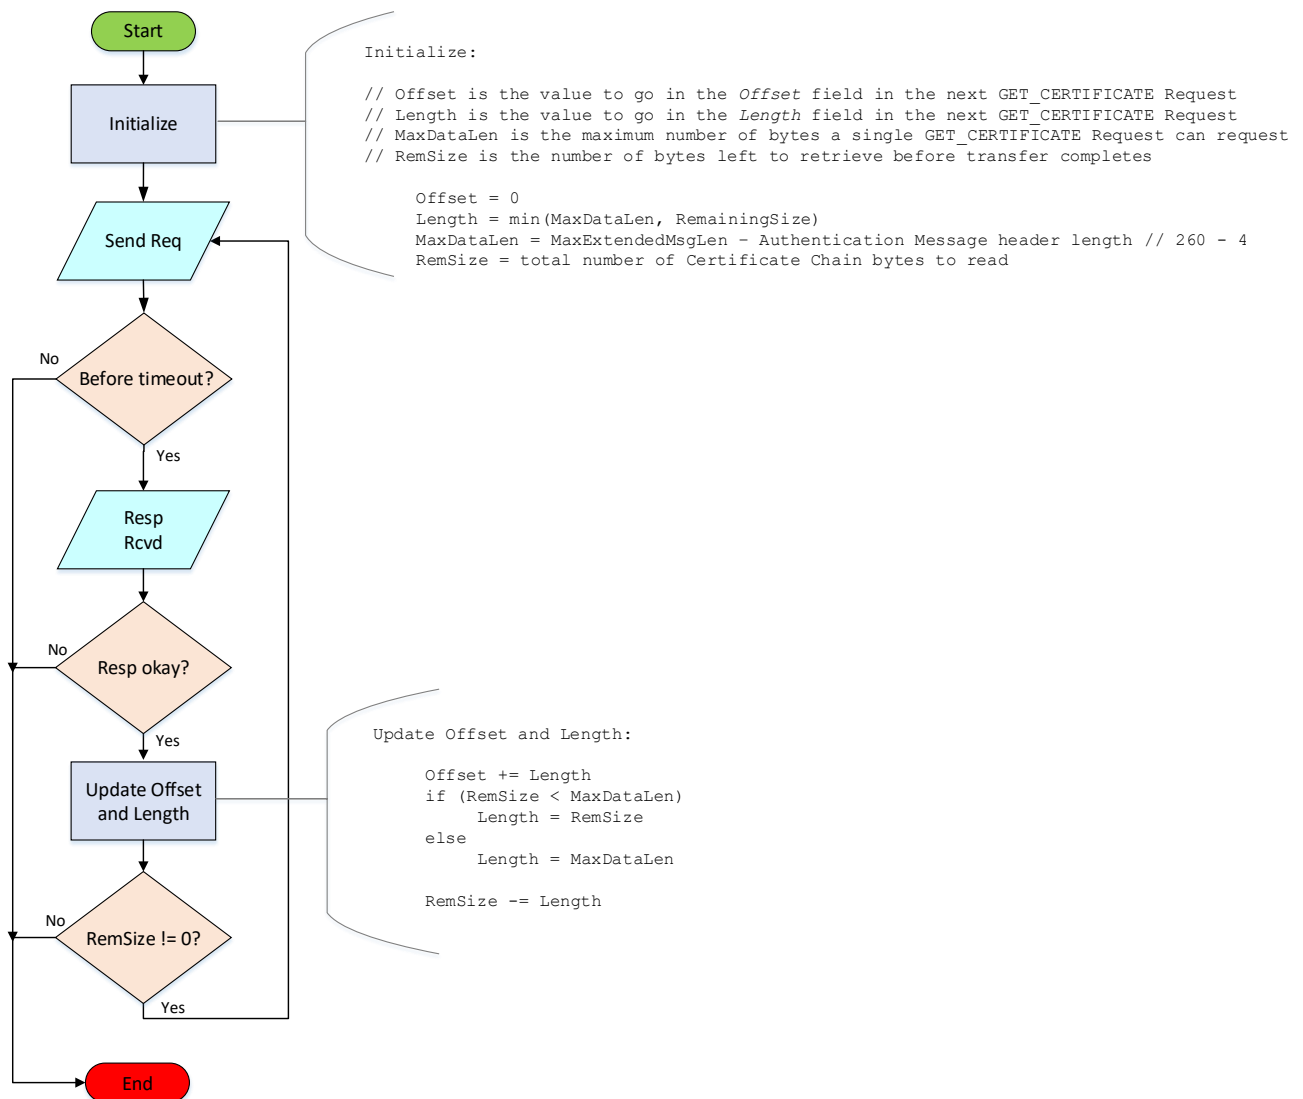 Start
Initialize
Initialize:
// Offset is the value to go in the Offset field in the next GET_CERTIFICATE Request
// Length is the value to go in the Length field in the next GET_CERTIFICATE Request
// MaxDataLen is the maximum number of bytes a single GET_CERTIFICATE Request can request
// RemSize is the number of bytes left to retrieve before transfer completes
Offset = 0
Length = min(MaxDataLen, RemainingSize)
MaxDataLen = MaxExtendedMsgLen – Authentication Message header length // 260 - 4
RemSize = total number of Certificate Chain bytes to read
Send Req
No
Before timeout?
Yes
Resp
Rcvd
No
Resp okay?
Yes
Update Offset
and Length
Update Offset and Length:
Offset += Length
if (RemSize < MaxDataLen)
Length = RemSize
else
Length = MaxDataLen
RemSize -= Length
No
RemSize != 0?
Yes
End